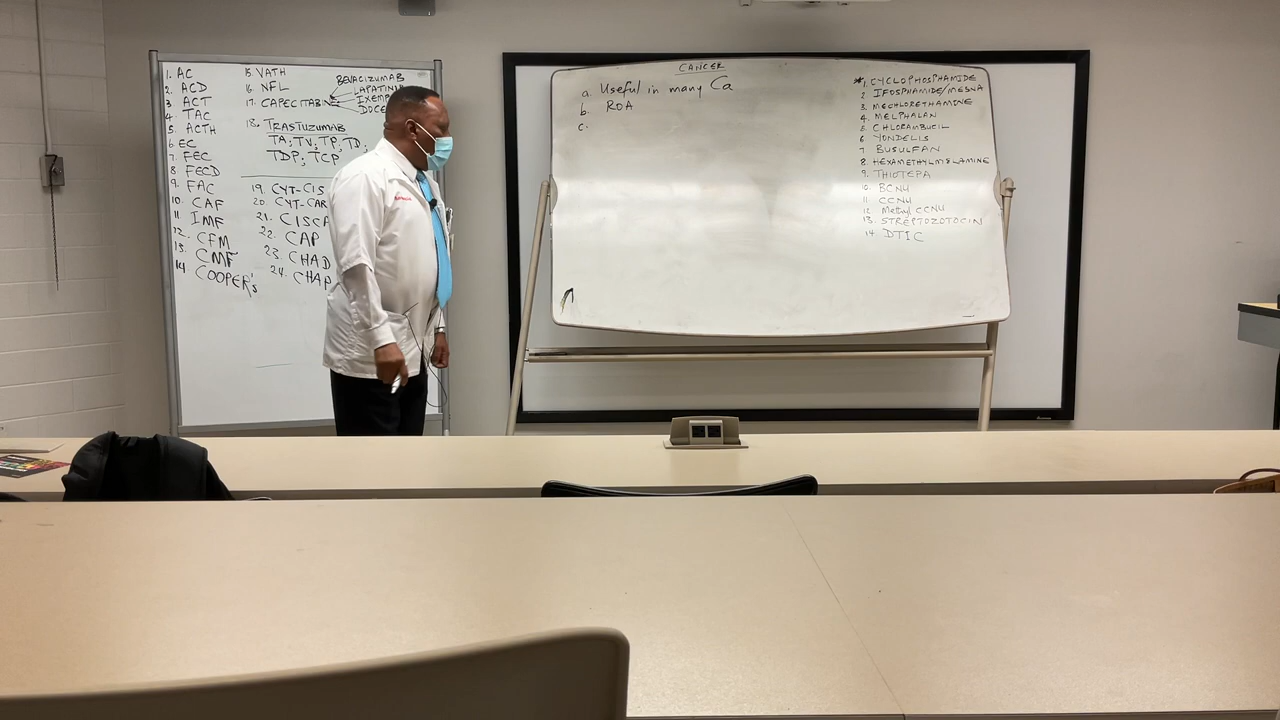 1. AC
2. ACD
3 ACT
4. TAC
5. ACTH
6 EC
7. FEC
8 FECD
9. FAC
10. CAF
11 IMF
12. CFM
13. CMF
14 COOPER's
15. VATH
16. NFL
17. CAPECITABINE
BEVACIZUMAB
LAPATINI
IXEMP
DOCE
18. TRASTUZUMAB
TA, TV, TP, TD,
TDP, TCP
19. CYT-CIS
20. CYT-CAR
21. CISCA
22. CAP
23. CHAD
24. CHAP
CANCER
a. Useful in many Ca
b. ROA
c.
*1. CYCLOPHOSPHAMIDE
2 IFOSPHAMIDE/MESNA
3. MECHLORETHAMINE
4. MELPHALAN
5 CHLORAMBUCIL
6 YONDELIS
7. BUSULFAN
8. HEXAMETHYLMELAMINE
9. THIOTEPA
10. BCNU
11 CCNU
12 Methyl CCNU
13. STREPTOZOTOCIN
14. DTIC